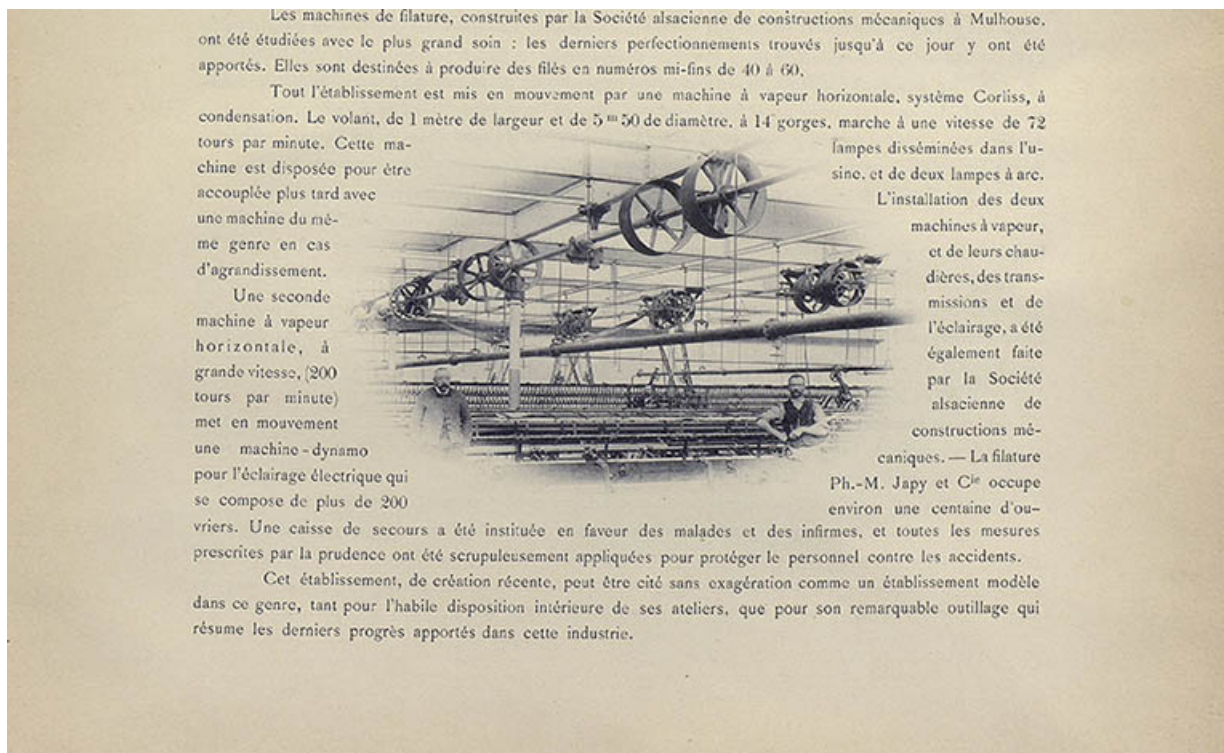 Les machines de filature, construites par la Société alsacienne de constructions mécaniques à Mulhouse,
ont été étudiées avec le plus grand soin : les derniers perfectionnements trouvés jusqu'à ce jour y ont été
apportés. Elles sont destinées à produire des filés en numéros mi-fins de 40 à 60.
Tout l'établissement est mis en mouvement par une machine à vapeur horizontale, système Corliss, à
condensation. Le volant, de 1 mètre de largeur et de 5 m 50 de diamètre, à 14 gorges, marche à une vitesse de 72
tours par minute. Cette ma-
chine est disposée pour être
accouplée plus tard avec
une machine du mê-
me genre en cas
d'agrandissement.
Une seconde
machine à vapeur
horizontale, à
grande vitesse, (200
tours par minute)
met en mouvement
une machine-dynamo
pour l'éclairage électrique qui
se compose de plus de 200
lampes disséminées dans l'u-
sine, et de deux lampes à arc.
L'installation des deux
machines à vapeur,
et de leurs chau-
dières, des trans-
missions et de
l'éclairage, a été
également faite
par la Société
alsacienne de
constructions mé-
caniques. — La filature
Ph.-M. Japy et Cie occupe
environ une centaine d'ou-
vriers. Une caisse de secours a été instituée en faveur des malades et des infirmes, et toutes les mesures
prescrites par la prudence ont été scrupuleusement appliquées pour protéger le personnel contre les accidents.
Cet établissement, de création récente, peut être cité sans exagération comme un établissement modèle
dans ce genre, tant pour l'habile disposition intérieure de ses ateliers, que pour son remarquable outillage qui
résume les derniers progrès apportés dans cette industrie.